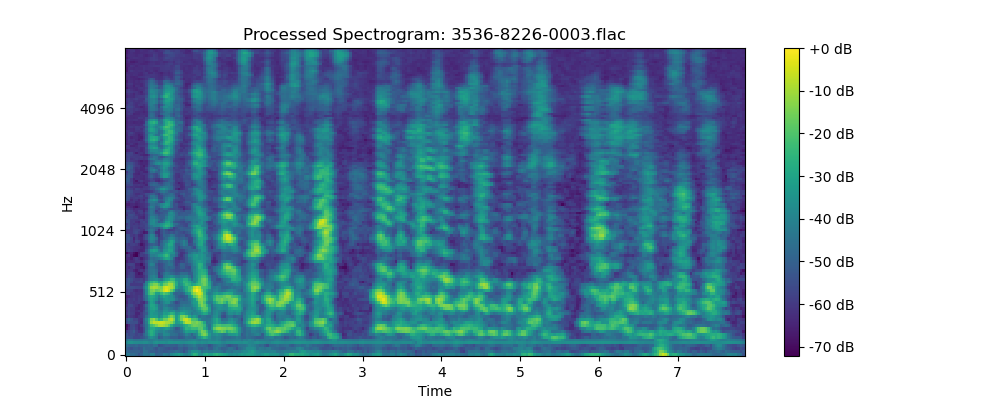 Processed Spectrogram: 3536-8226-0003.flac
Hz
4096
2048
1024
512
0
0 1 2 3 4 5 6 7
Time
+0 dB
-10 dB
-20 dB
-30 dB
-40 dB
-50 dB
-60 dB
-70 dB